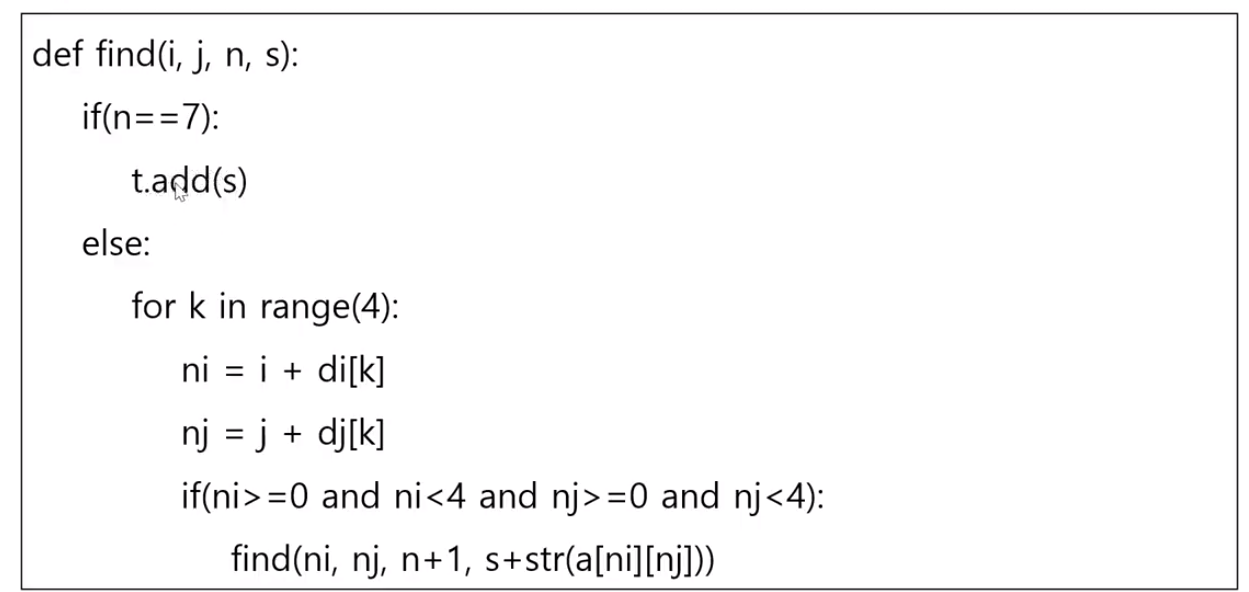 def find(i, j, n, s):
if(n==7):
t.add(s)
else:
for k in range(4):
ni = i + di[k]
nj = j + dj[k]
if(ni>=0 and ni<4 and nj>=0 and nj<4):
find(ni, nj, n+1, s+str(a[ni][nj]))